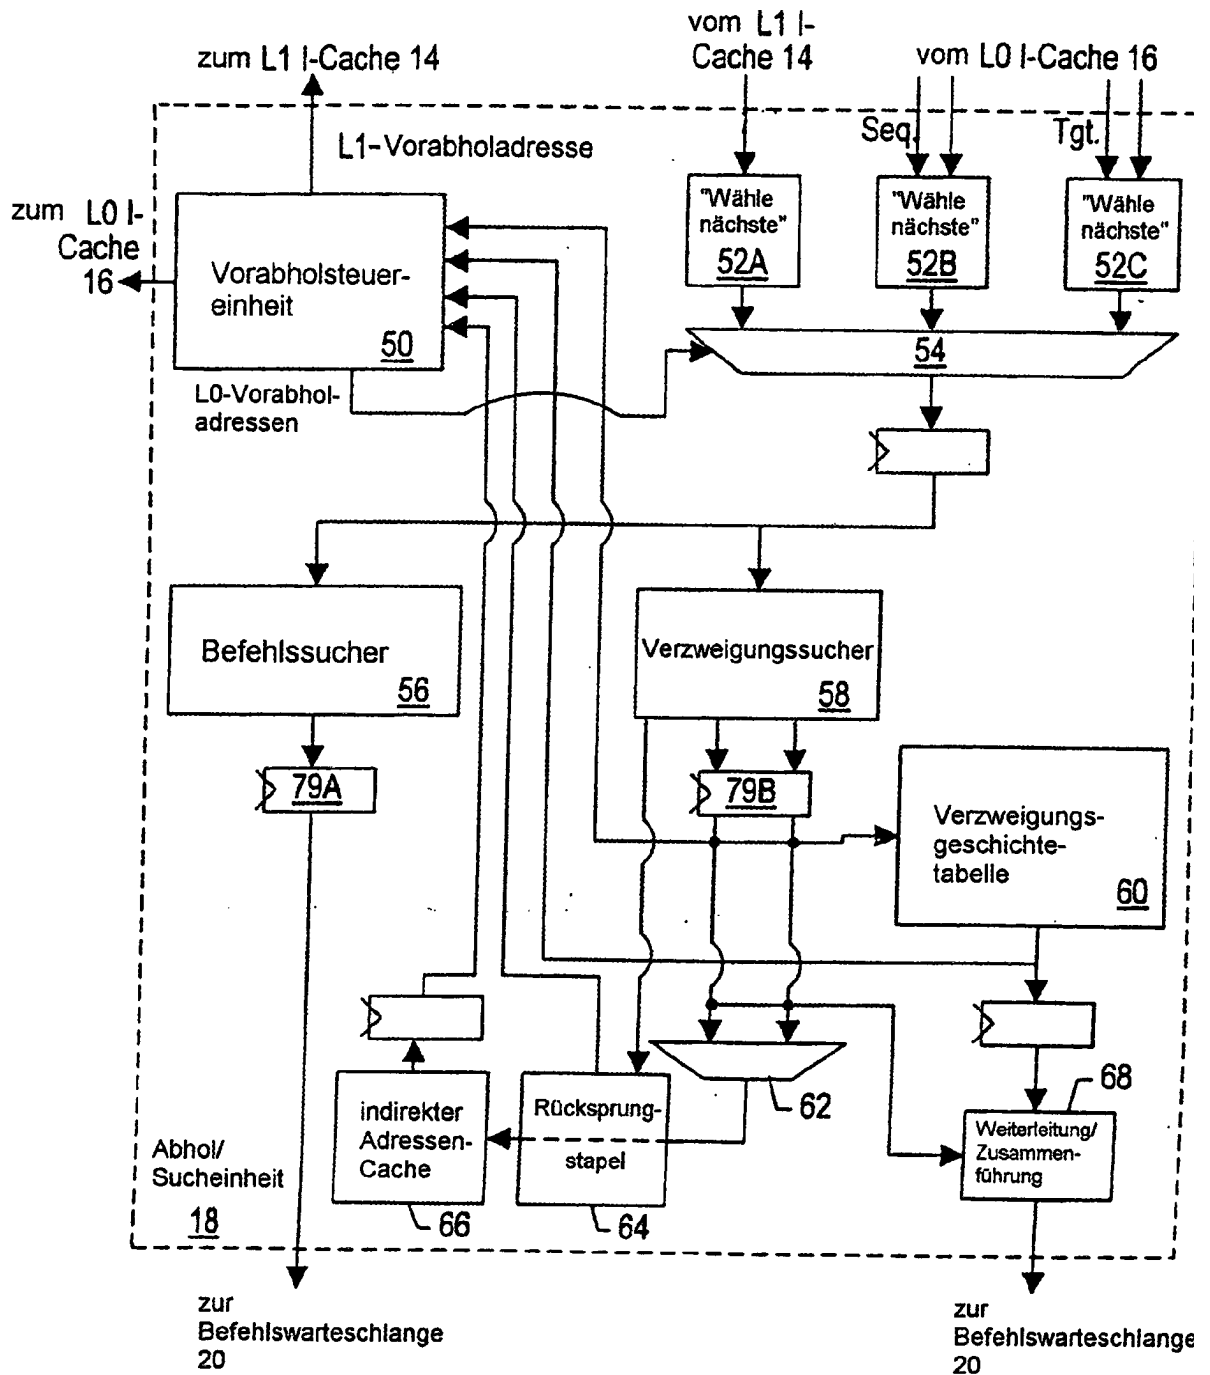 zum L1 I-Cache 14
vom L1 I-
Cache 14
vom L0 I-Cache 16
Seq.
Tgt.
L1-Vorabholadresse
zum L0 I-
Cache
16
Vorabholsteuer-
einheit
50
"Wähle
nächste"
52A
"Wähle
nächste"
52B
"Wähle
nächste"
52C
54
L0-Vorabhol-
adressen
Befehlssucher
56
Verzweigungssucher
58
79A
79B
Verzweigungs-
geschichte-
tabelle
60
62
68
indirekter
Adressen-
Cache
66
Rücksprung-
stapel
64
Weiterleitung/
Zusammen-
führung
Abhol/
Sucheinheit
18
zur
Befehlswarteschlange
20
zur
Befehlswarteschlange
20